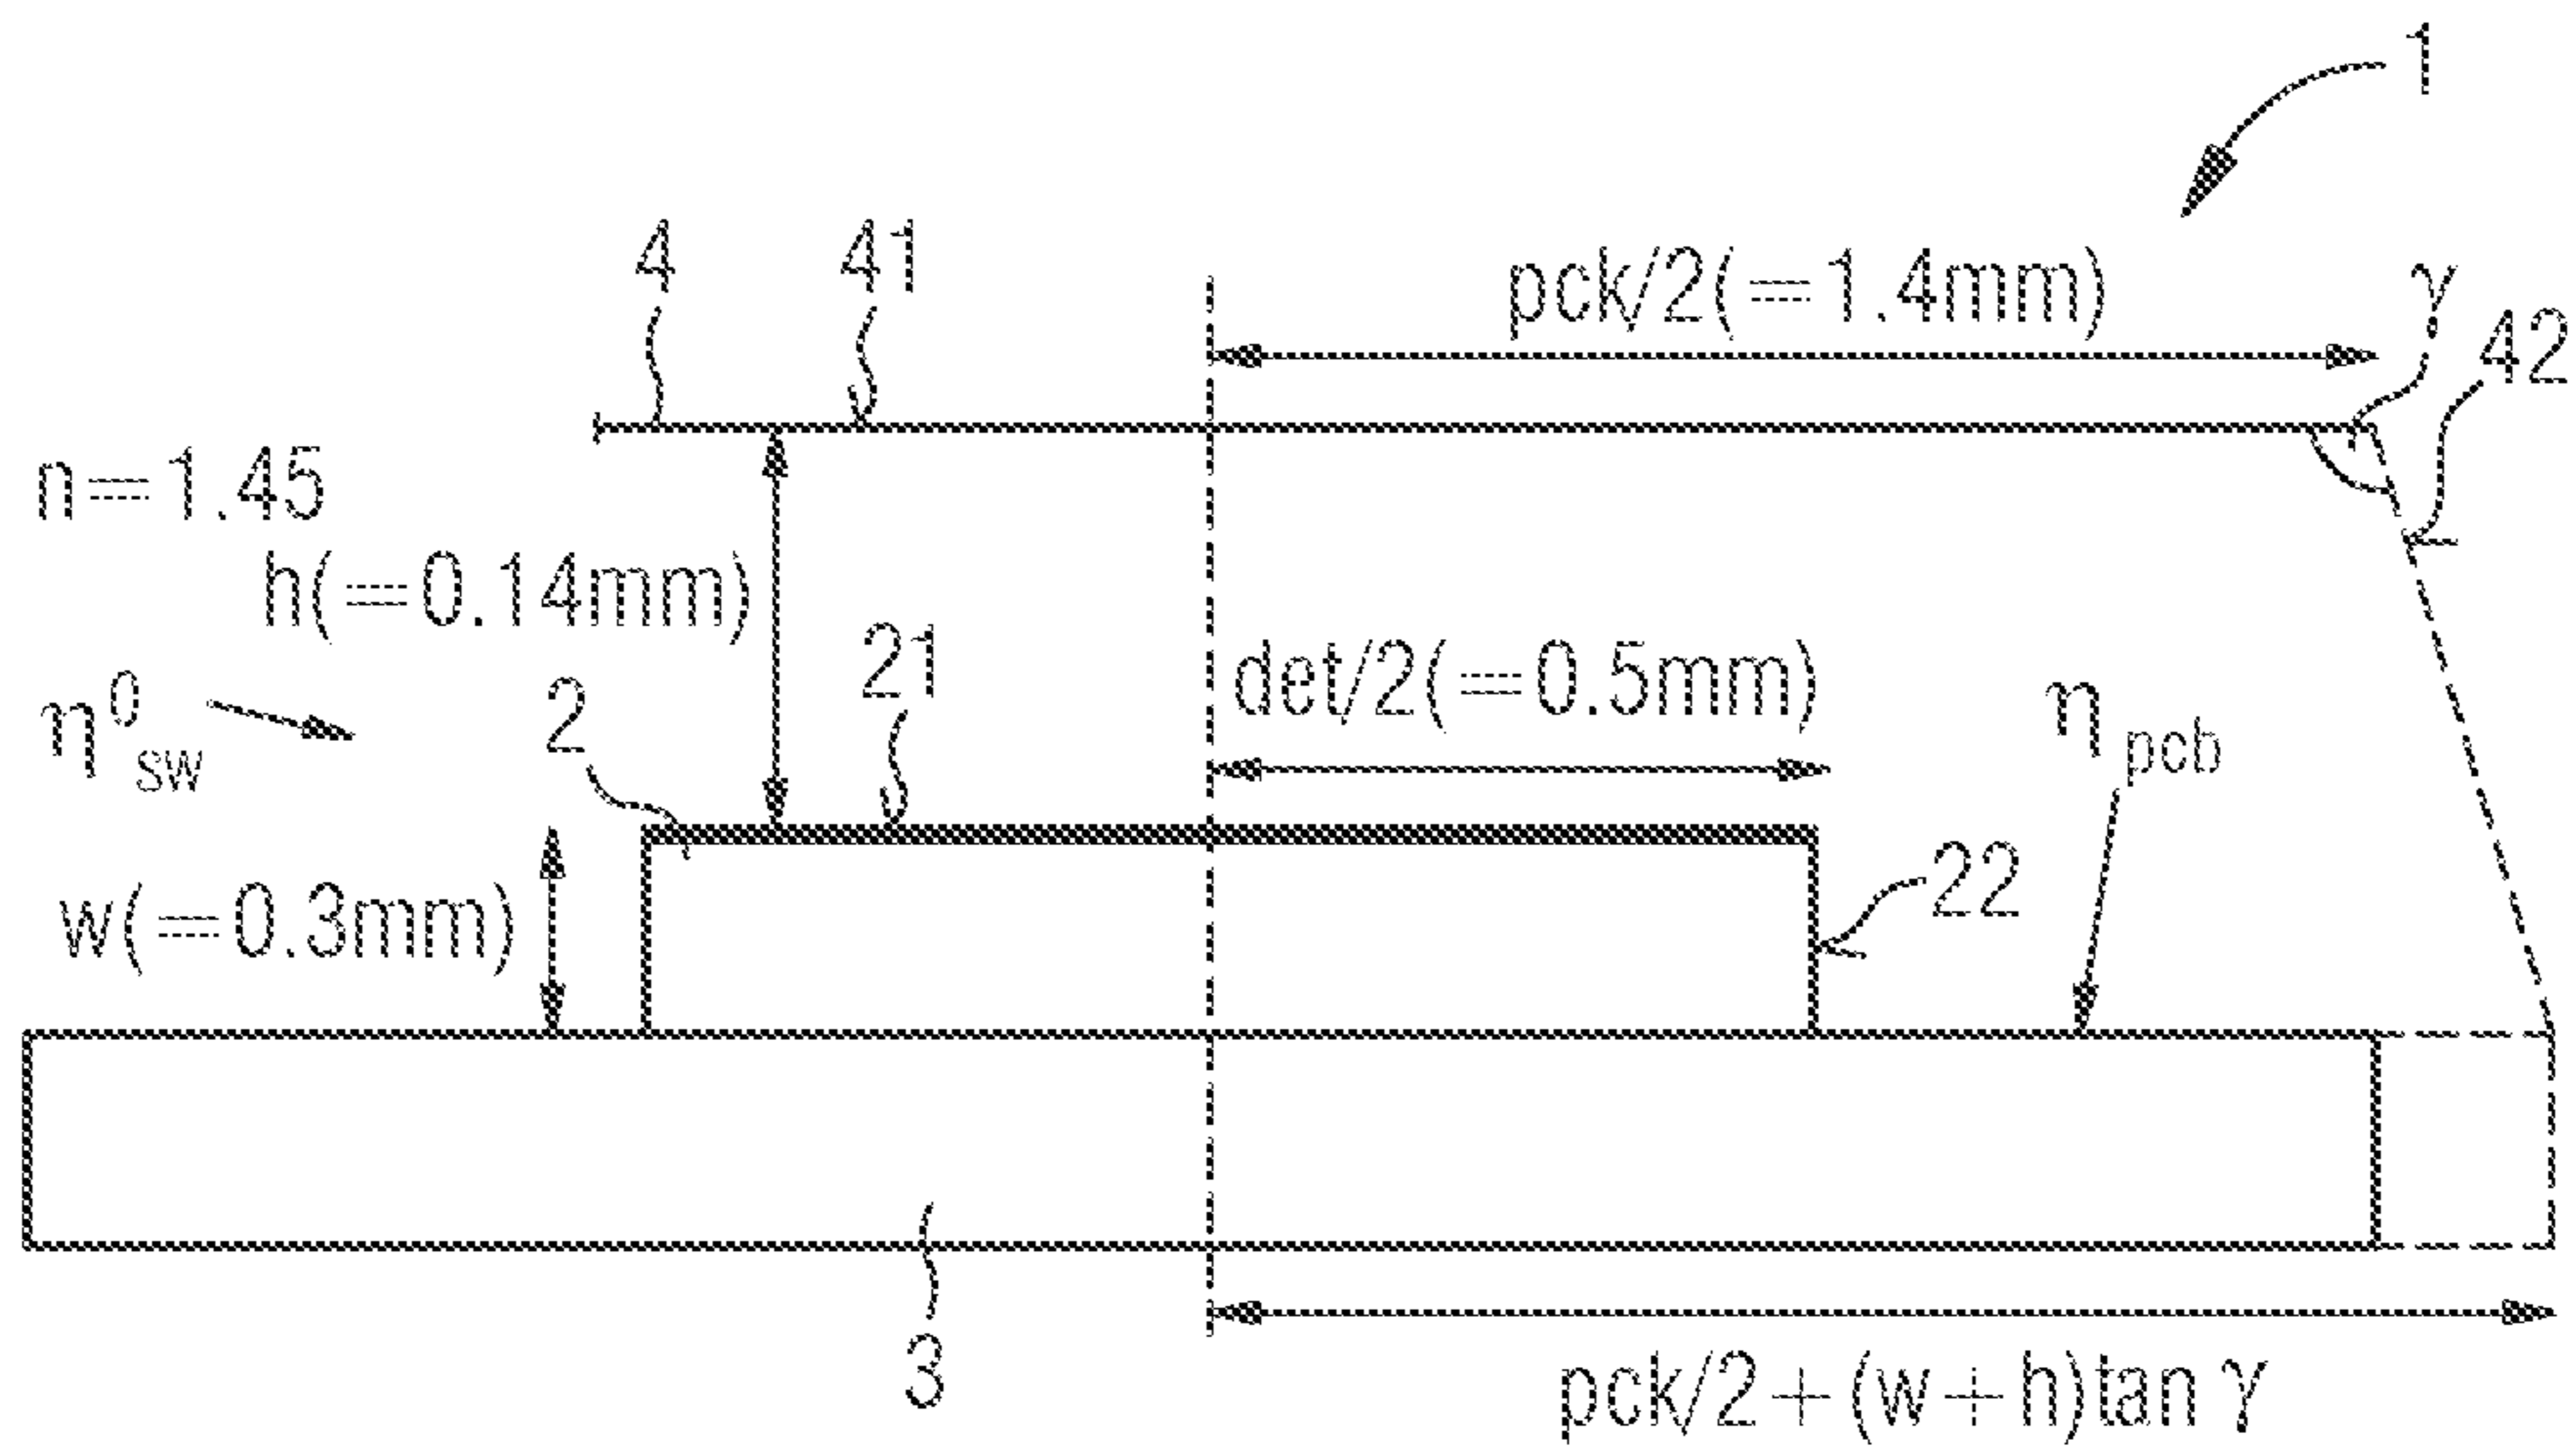 1
4
41
pck/2(=1.4mm)
γ
42
n=1.45
h(=0.14mm)
21
det/2(=0.5mm)
η⁰sw
2
ηpcb
w(=0.3mm)
22
3
pck/2+(w+h)tan γ